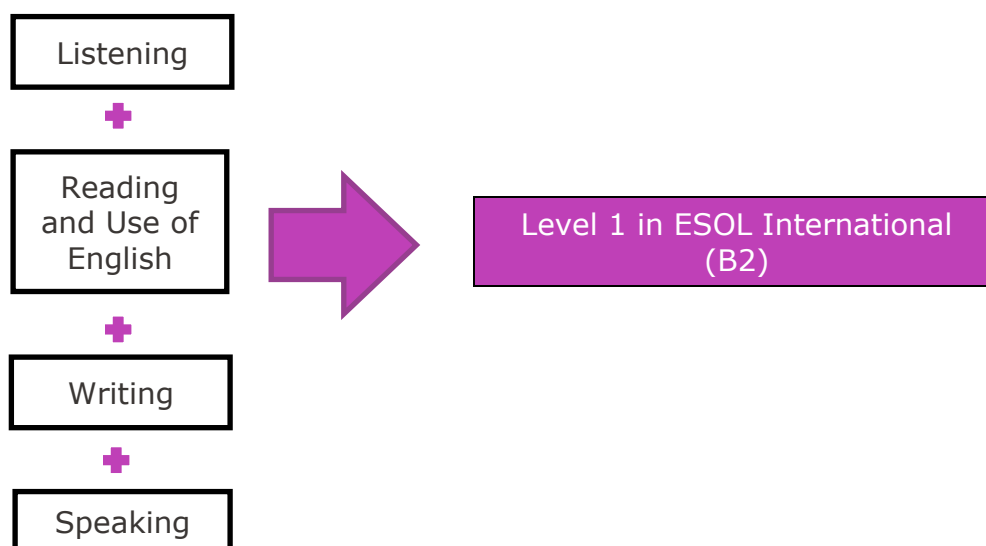 Listening
Reading
and Use of
English
Level 1 in ESOL International
(B2)
Writing
Speaking